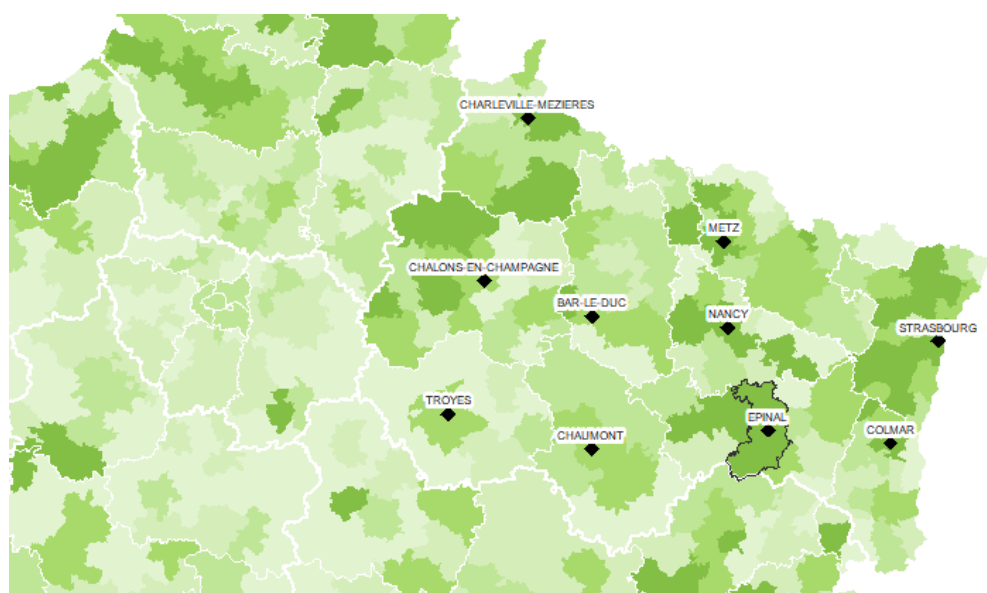 CHARLEVILLE-MEZIERES
METZ
CHALONS-EN-CHAMPAGNE
BAR-LE-DUC
NANCY
STRASBOURG
TROYES
EPINAL
COLMAR
CHAUMONT